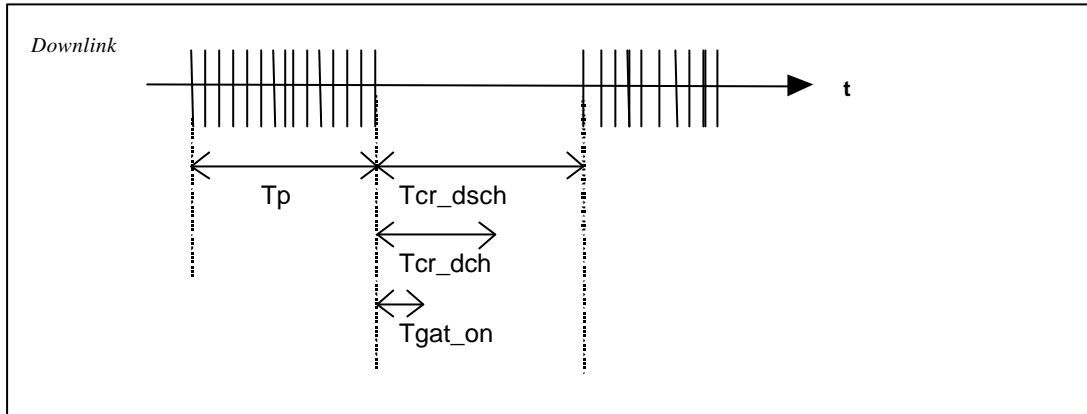 Downlink
t
Tp
Tcr_dsch
Tcr_dch
Tgat_on